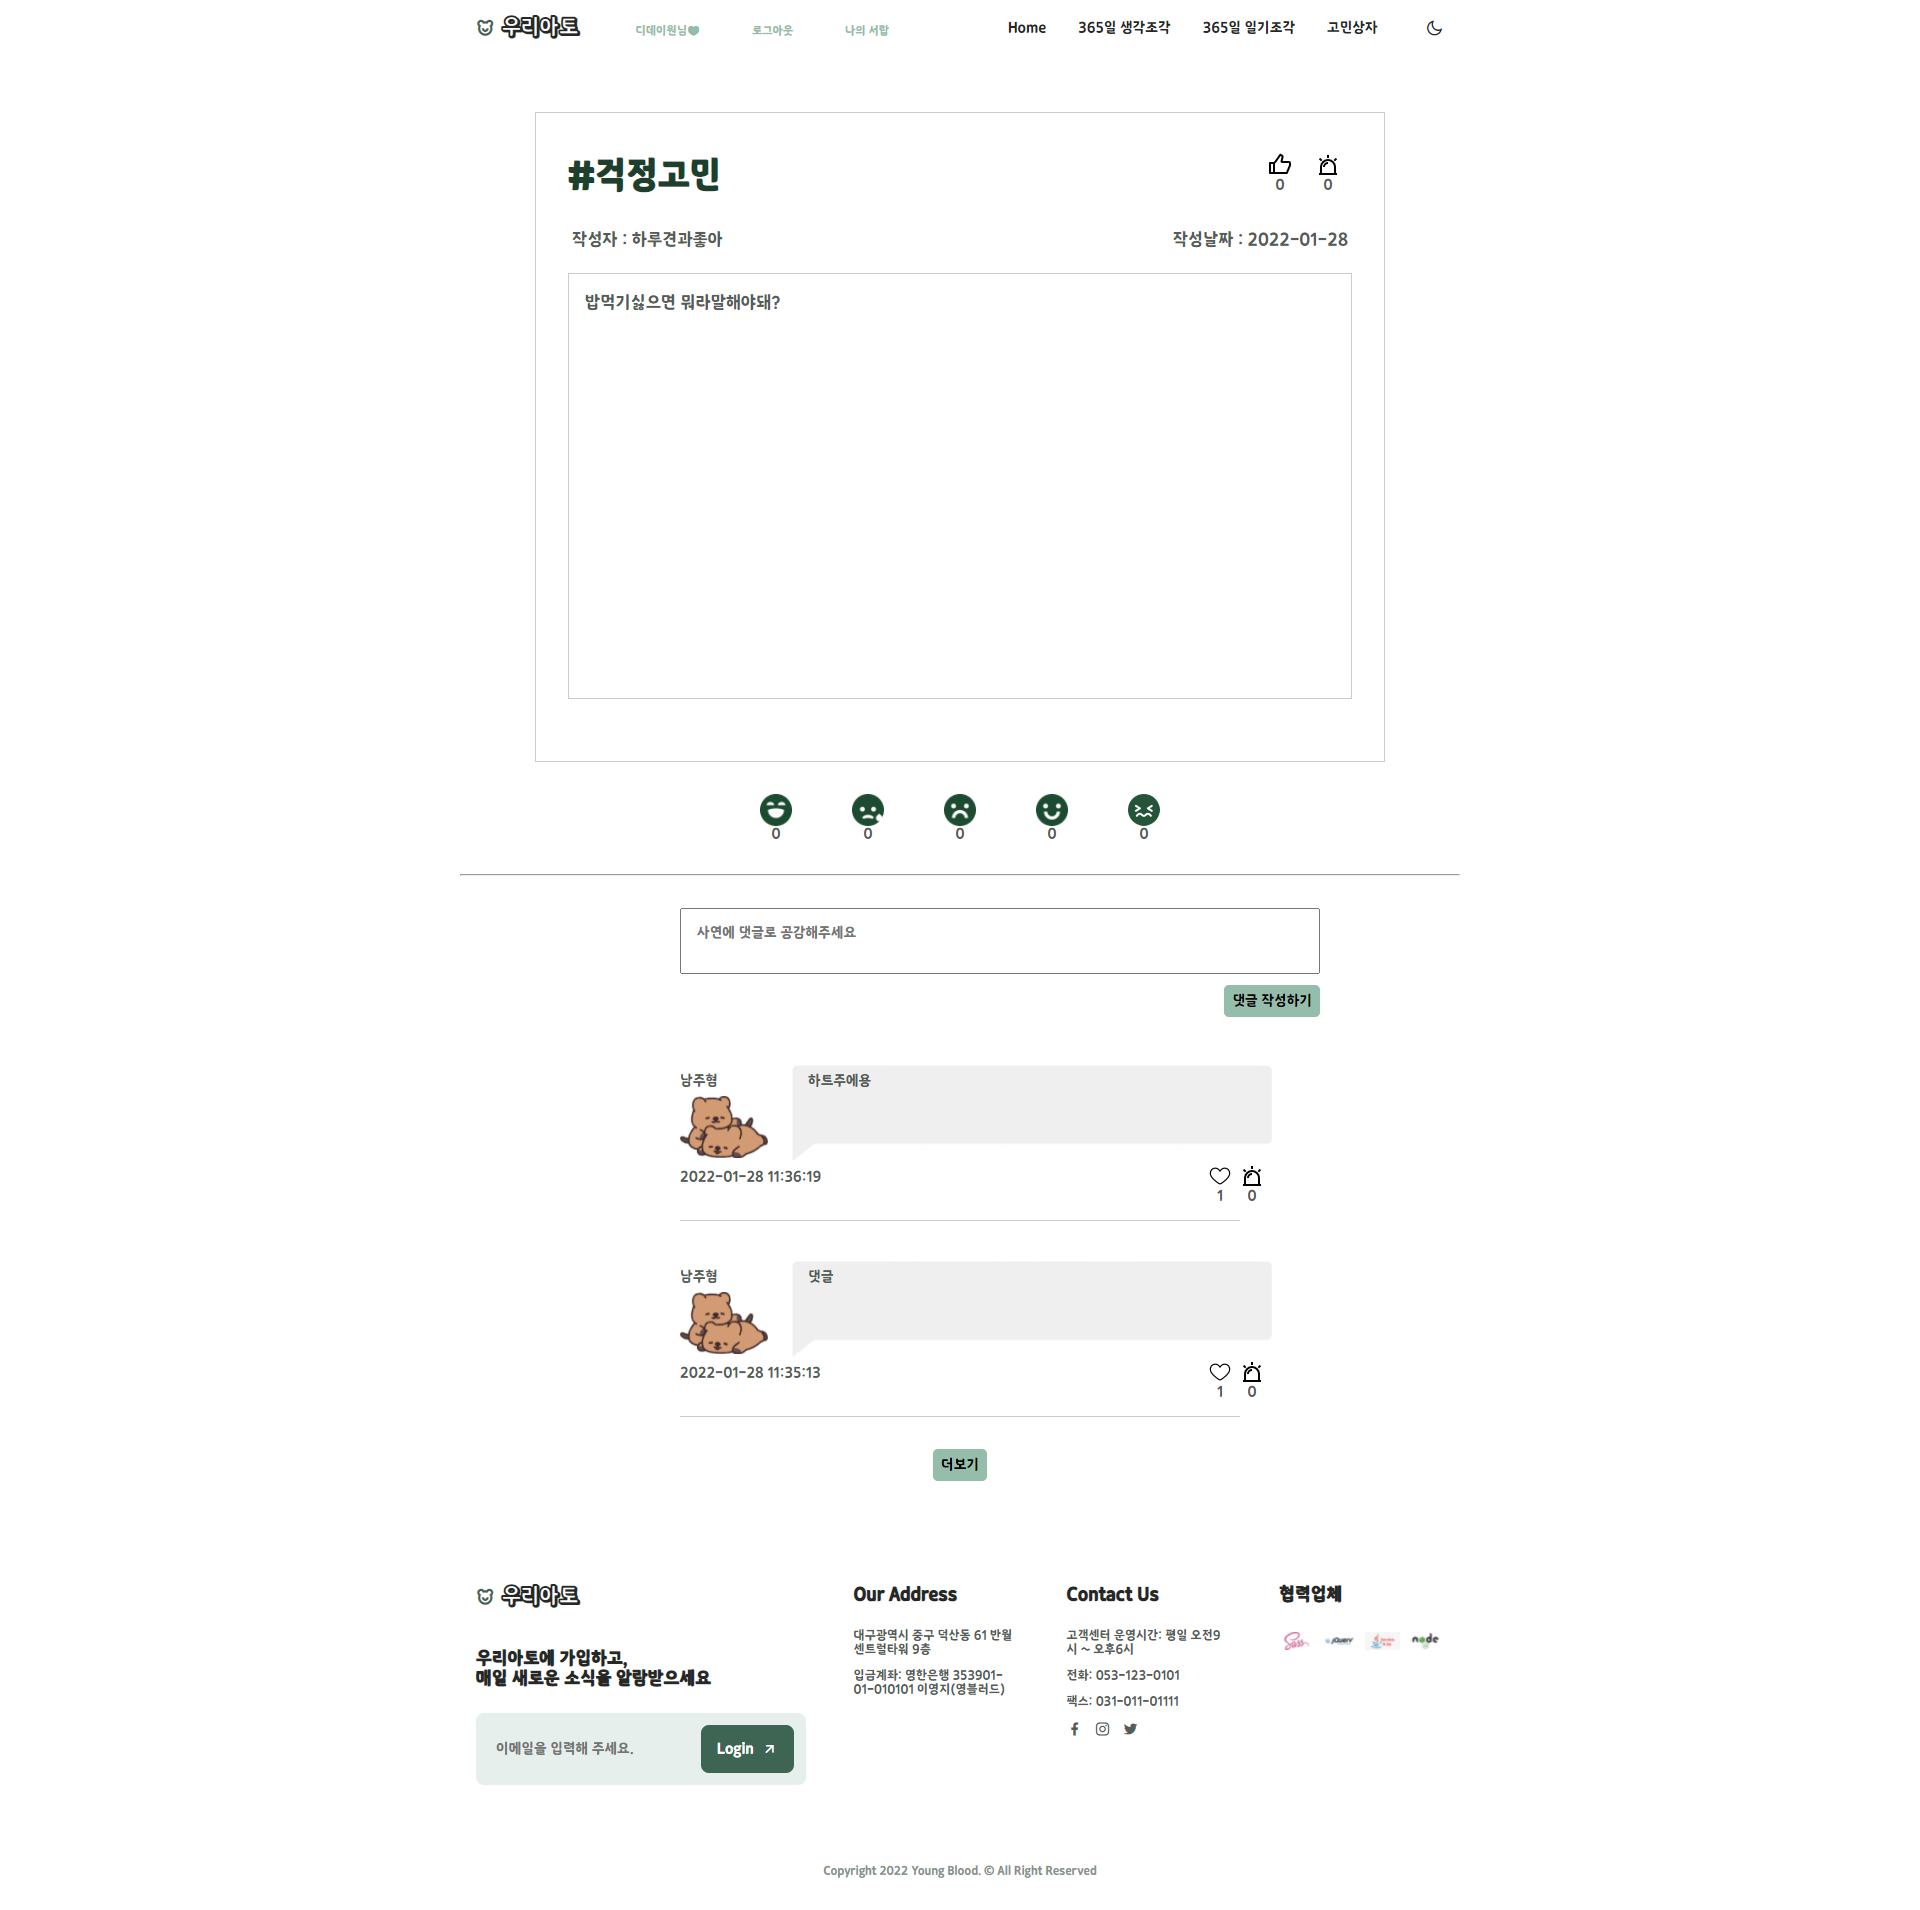 우리아토
디데이원님
로그아웃
나의 서랍
Home
365일 생각조각
365일 일기조각
고민상자
#걱정고민
0
0
작성자 : 하루견과좋아
작성날짜 : 2022-01-28
밥먹기싫으면 뭐라말해야돼?
0
0
0
0
0
사연에 댓글로 공감해주세요
댓글 작성하기
남주형
하트주에용
2022-01-28 11:36:19
1
0
남주형
댓글
2022-01-28 11:35:13
1
0
더보기
우리아토
우리아토에 가입하고,
매일 새로운 소식을 알람받으세요
이메일을 입력해 주세요.
Login
Our Address
대구광역시 중구 덕산동 61 반월
센트럴타워 9층
입금계좌: 영한은행 353901-
01-010101 이영지(영블러드)
Contact Us
고객센터 운영시간: 평일 오전9
시 ~ 오후6시
전화: 053-123-0101
팩스: 031-011-01111
협력업체
Sass
jQuery
node
Copyright 2022 Young Blood. © All Right Reserved